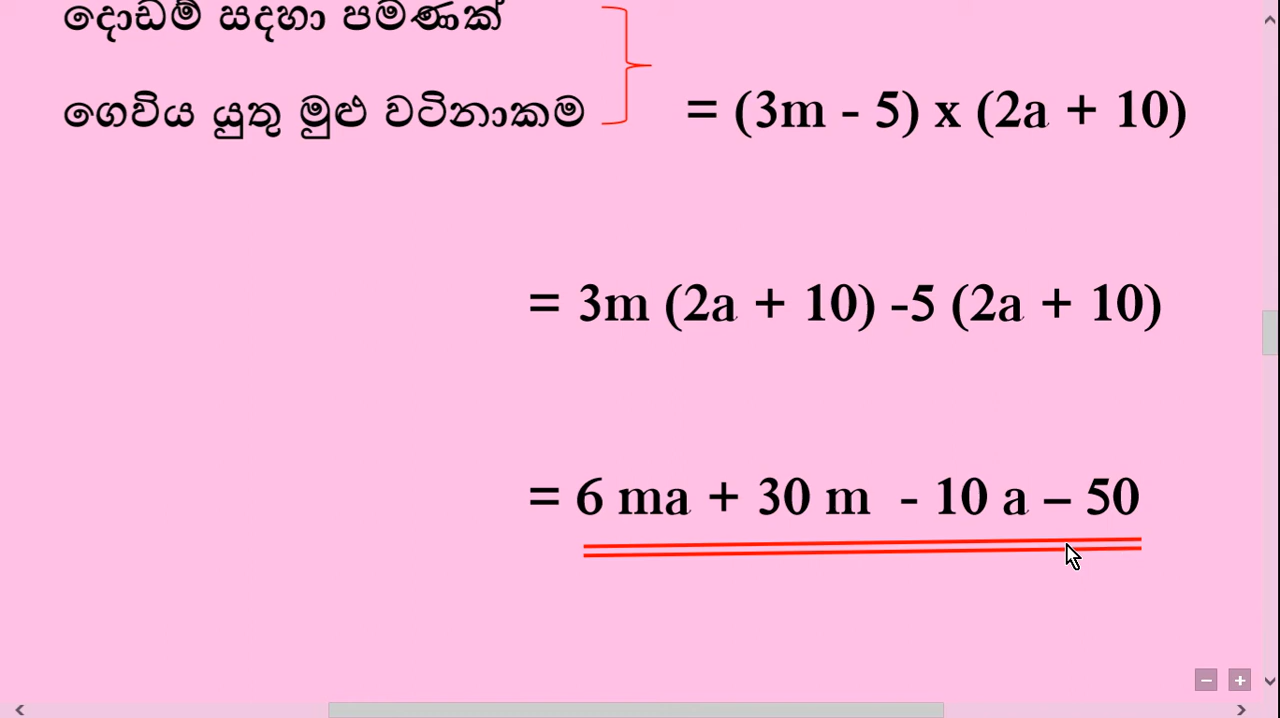 දොඩම් සදහා පමණක්
ගෙවිය යුතු මුළු වටිනාකම = (3m - 5) x (2a + 10)
= 3m (2a + 10) -5 (2a + 10)
= 6 ma + 30 m - 10 a – 50